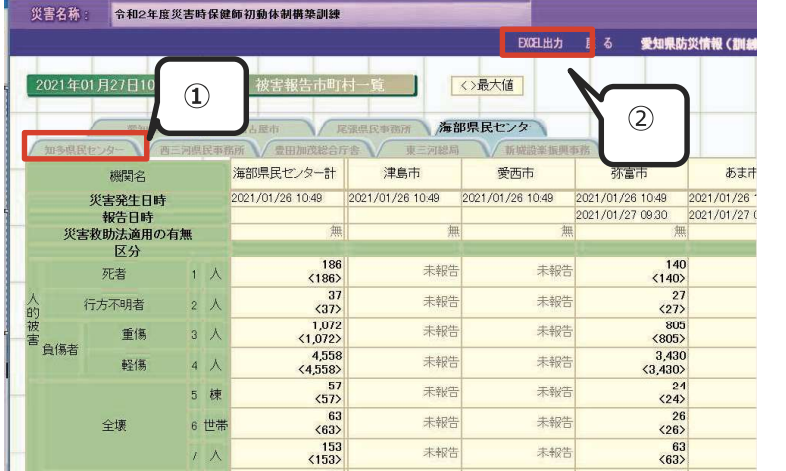 災害名称： 令和2年度災害時保健師初動体制構築訓練
EXCEL出力 戻る 愛知県防災情報（訓練
2021年01月27日10 被害報告市町村一覧 <>最大値
① ②
古屋市 尾張県民事務所 海部県民センタ
知多県民センター 西三河県民事務所 豊田加茂総合庁舎 東三河総局 新城設楽振興事務
機関名 海部県民センター計 津島市 愛西市 弥富市 あま市
災害発生日時 2021/01/26 10:49 2021/01/26 10:49 2021/01/26 10:49 2021/01/26 10:49 2021/01/26
報告日時 2021/01/27 09:30 2021/01/27
災害救助法適用の有無 無 無 無 無
区分
人的被害
死者 1 人 186 未報告 未報告 140
<186> <140>
行方不明者 2 人 37 未報告 未報告 27
<37> <27>
負傷者
重傷 3 人 1,072 未報告 未報告 805
<1,072> <805>
軽傷 4 人 4,558 未報告 未報告 3,430
<4,558> <3,430>
全壊
5 棟 57 未報告 未報告 24
<57> <24>
6 世帯 63 未報告 未報告 26
<63> <26>
7 人 153 未報告 未報告 63
<153> <63>